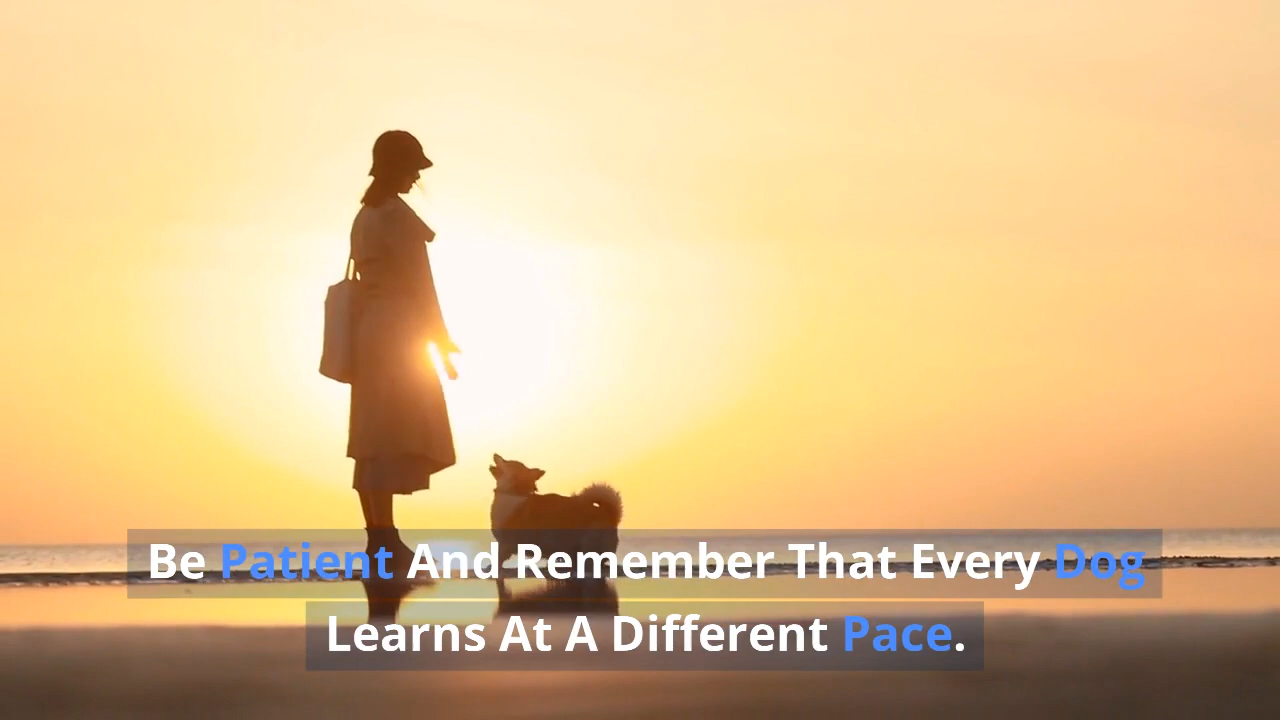 Be Patient And Remember That Every Dog
Learns At A Different Pace.